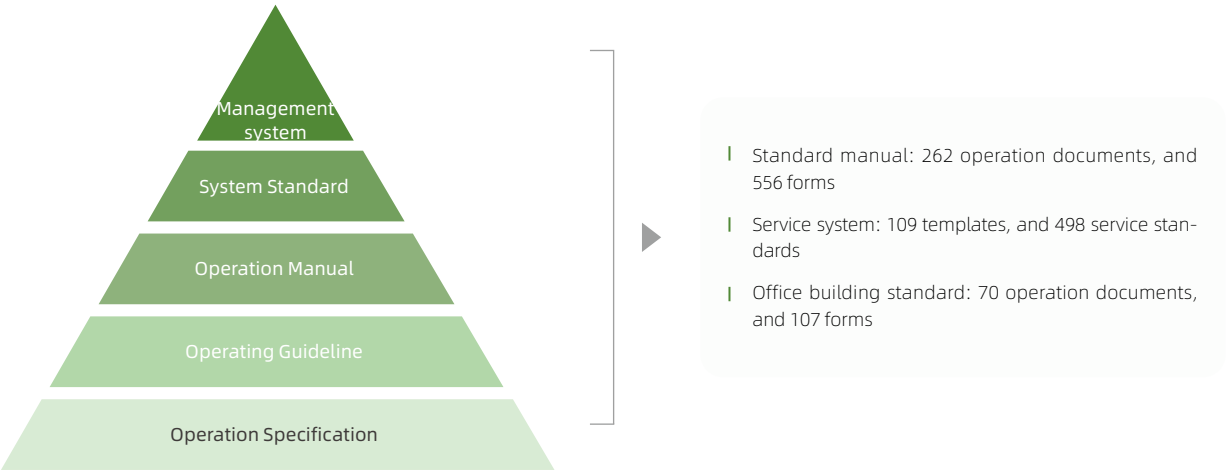 Management
system
System Standard
Operation Manual
Operating Guideline
Operation Specification
Standard manual: 262 operation documents, and
556 forms
Service system: 109 templates, and 498 service stan-
dards
Office building standard: 70 operation documents,
and 107 forms